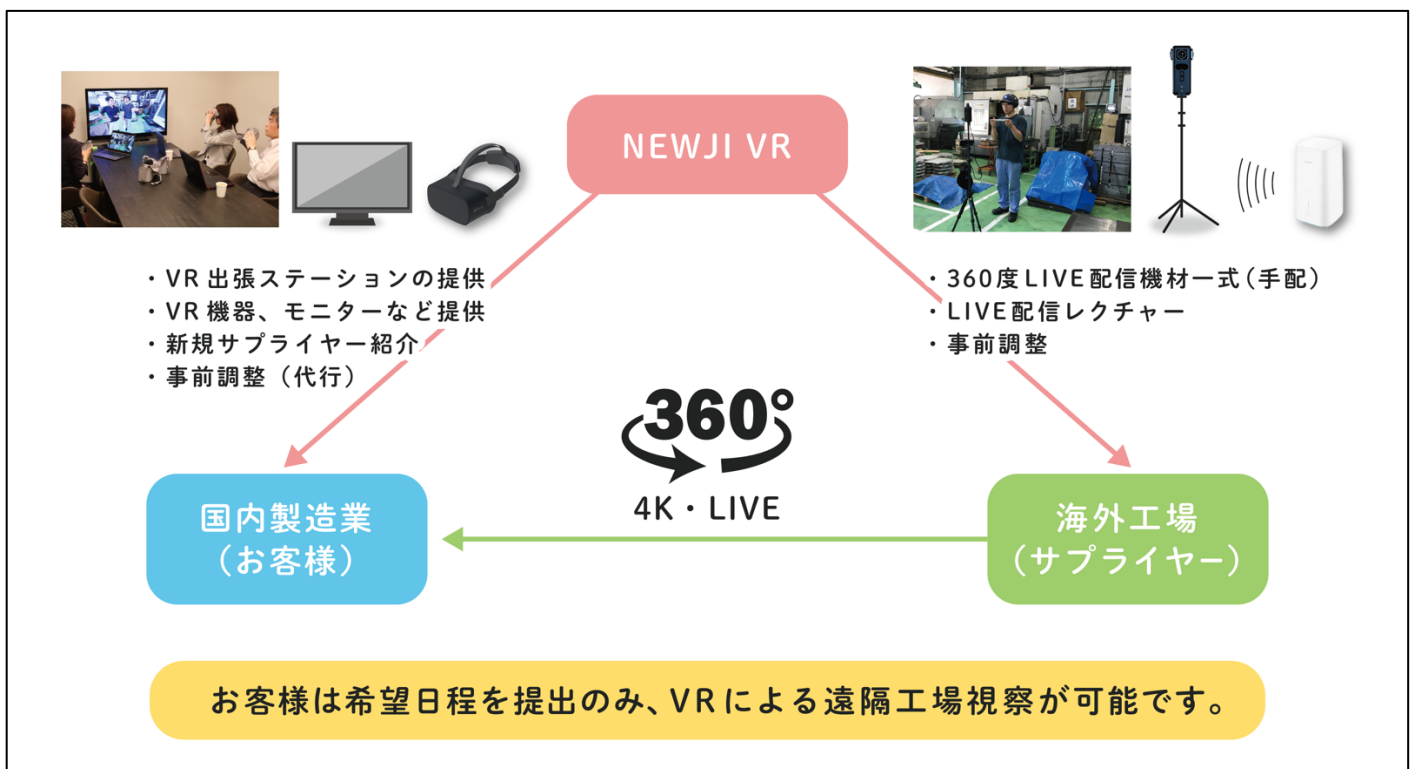 NEWJI VR
・VR出張ステーションの提供
・VR機器、モニターなど提供
・新規サプライヤー紹介
・事前調整（代行）
・360度LIVE配信機材一式（手配）
・LIVE配信レクチャー
・事前調整
360°
4K・LIVE
国内製造業
（お客様）
海外工場
（サプライヤー）
お客様は希望日程を提出のみ、VRによる遠隔工場視察が可能です。